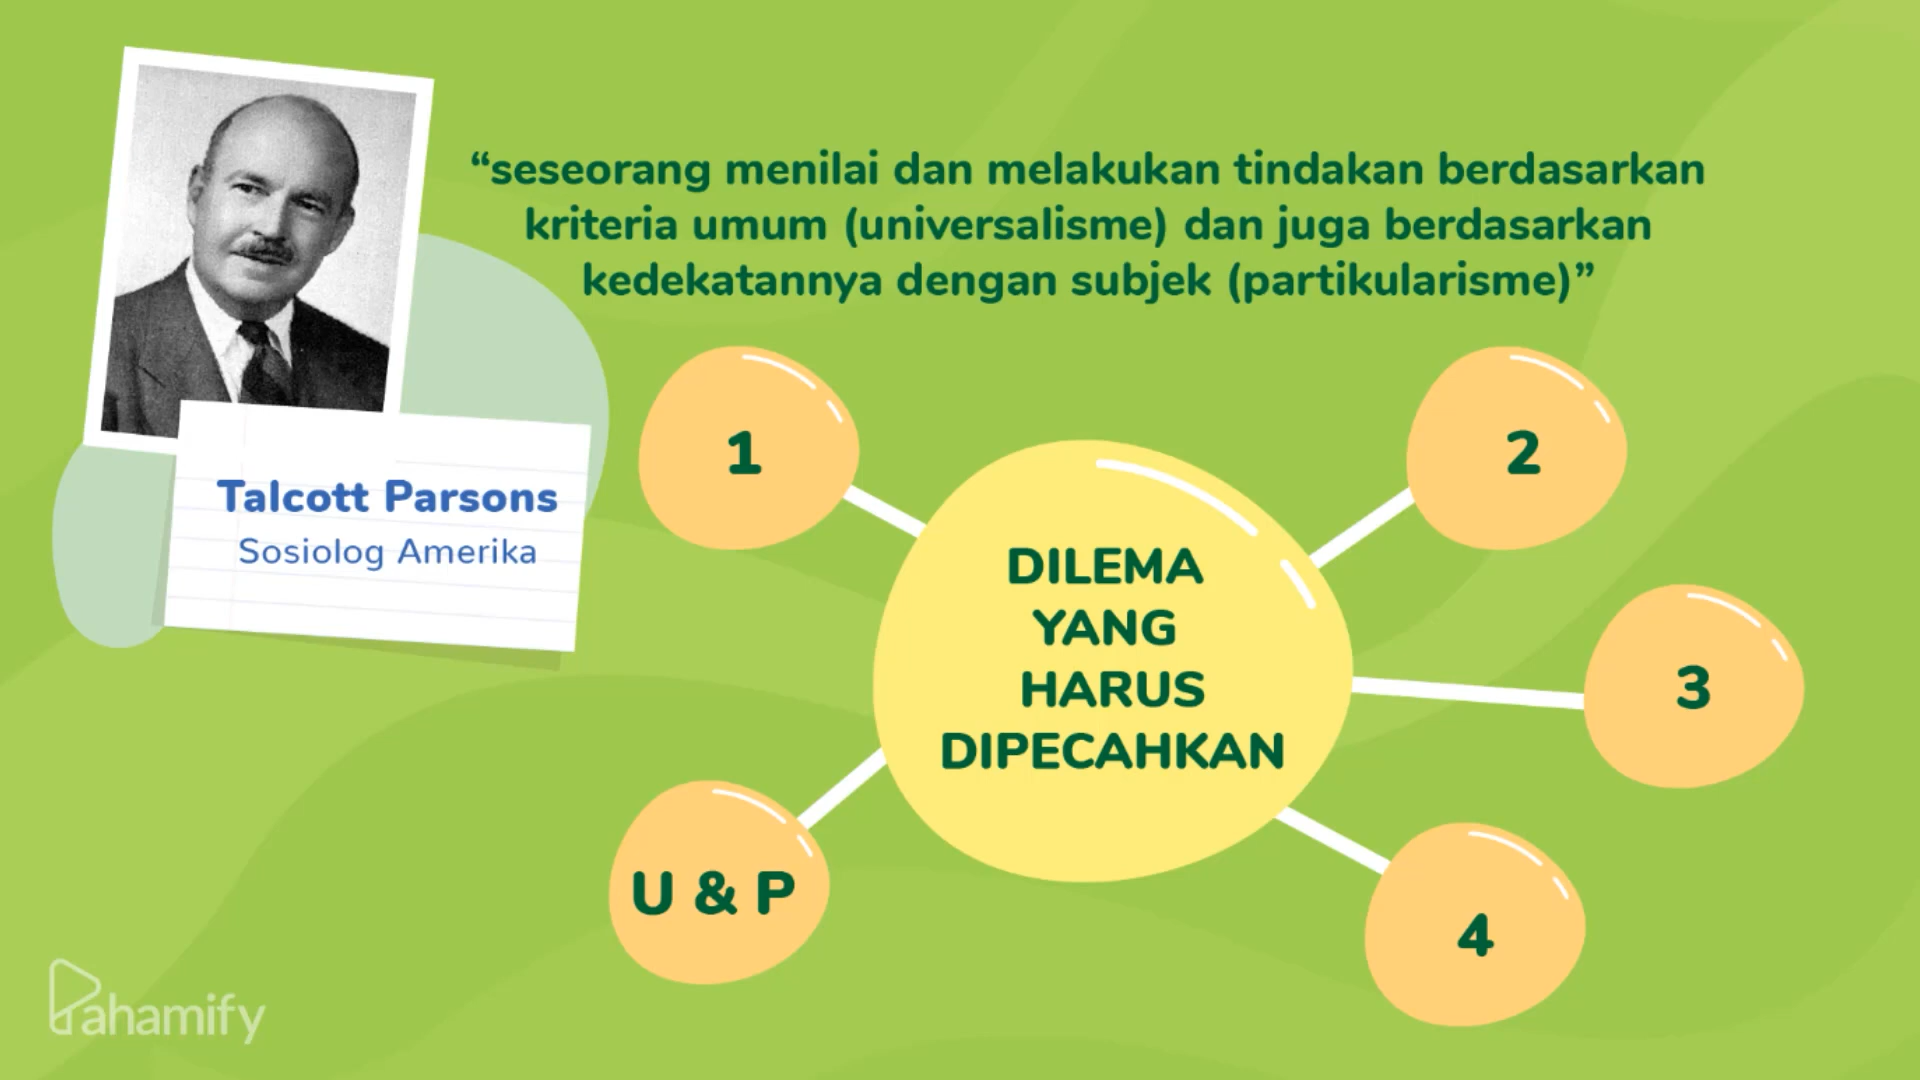 “seseorang menilai dan melakukan tindakan berdasarkan
kriteria umum (universalisme) dan juga berdasarkan
kedekatannya dengan subjek (partikularisme)”
Talcott Parsons
Sosiolog Amerika
1
2
DILEMA
YANG
HARUS
DIPECAHKAN
3
U & P
4
Pahamify